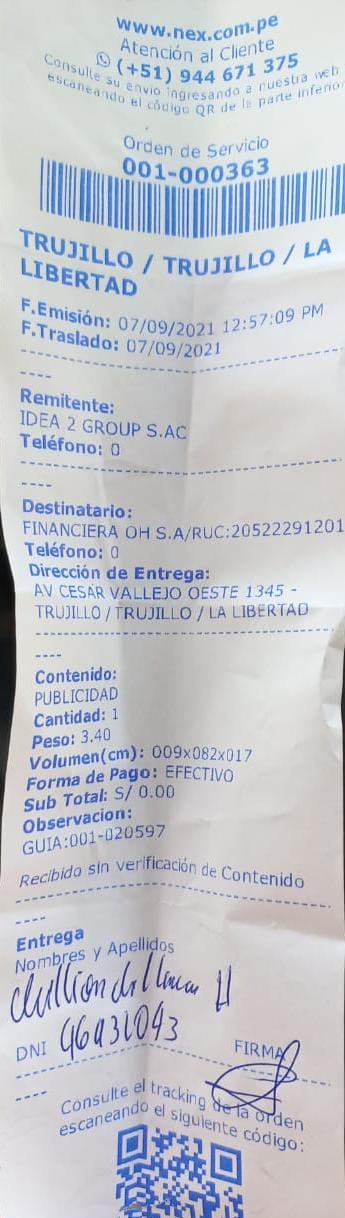 www.nex.com.pe
Atención al Cliente
(+51) 944 671 375
Consulte su envío ingresando a nuestra web
escaneando el código QR de la parte inferior
Orden de Servicio
001-000363
TRUJILLO / TRUJILLO / LA
LIBERTAD
F.Emisión: 07/09/2021 12:57:09 PM
F.Traslado: 07/09/2021
Remitente:
IDEA 2 GROUP S.AC
Teléfono: 0
Destinatario:
FINANCIERA OH S.A/RUC:20522291201
Teléfono: 0
Dirección de Entrega:
AV CESAR VALLEJO OESTE 1345 -
TRUJILLO / TRUJILLO / LA LIBERTAD
Contenido:
PUBLICIDAD
Cantidad: 1
Peso: 3.40
Volumen(cm): 009x082x017
Forma de Pago: EFECTIVO
Sub Total: S/ 0.00
Observacion:
GUIA:001-020597
Recibido sin verificación de Contenido
Entrega
Nombres y Apellidos
DNI
FIRMA
Consulte el tracking de la orden
escaneando el siguiente código: